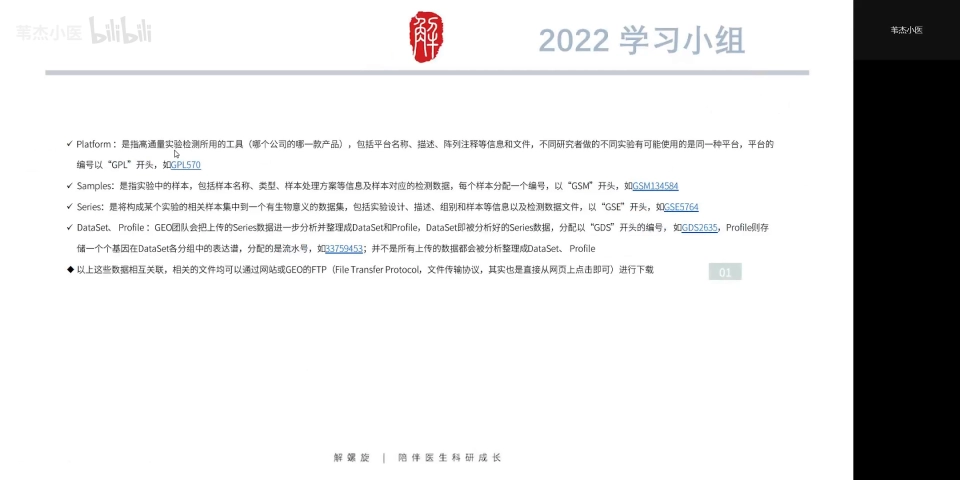 苇杰小医 bilibili
解
2022 学习小组
苇杰小医
✓ Platform：是指高通量实验检测所用的工具（哪个公司的哪一款产品），包括平台名称、描述、阵列注释等信息和文件，不同研究者做的不同实验有可能使用的是同一种平台，平台的
编号以“GPL”开头，如GPL570
✓ Samples：是指实验中的样本，包括样本名称、类型、样本处理方案等信息及样本对应的检测数据，每个样本分配一个编号，以“GSM”开头，如GSM134584
✓ Series：是将构成某个实验的相关样本集中到一个有生物意义的数据集，包括实验设计、描述、组别和样本等信息以及检测数据文件，以“GSE”开头，如GSE5764
✓ DataSet、 Profile：GEO团队会把上传的Series数据进一步分析并整理成DataSet和Profile，DataSet即被分析好的Series数据，分配以“GDS”开头的编号，如GDS2635，Profile则存
储一个个基因在DataSet各分组中的表达谱，分配的是流水号，如33759453；并不是所有上传的数据都会被分析整理成DataSet、 Profile
◆ 以上这些数据相互关联，相关的文件均可以通过网站或GEO的FTP（File Transfer Protocol，文件传输协议，其实也是直接从网页上点击即可）进行下载
01
解螺旋 | 陪伴医生科研成长